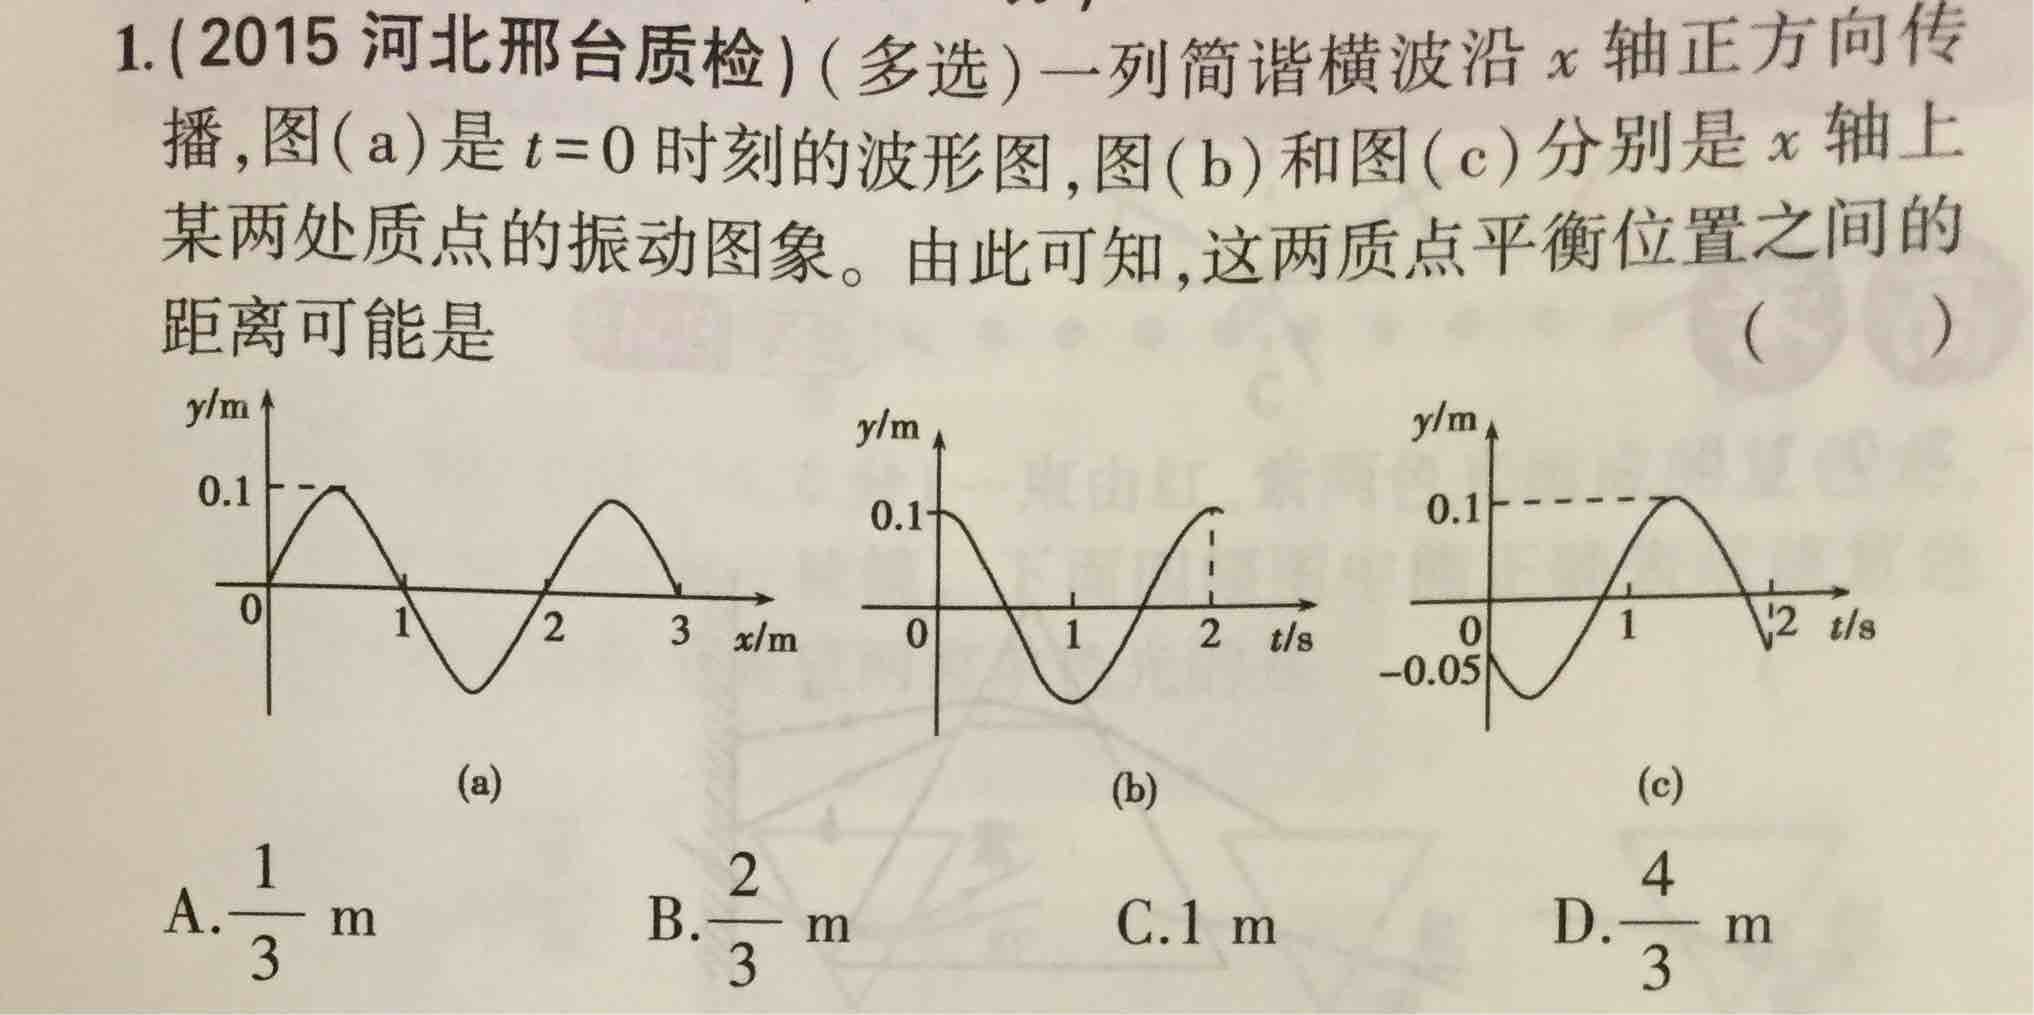 1.(2015 河北邢台质检)(多选)一列简谐横波沿 x 轴正方向传
播,图(a)是 t=0 时刻的波形图,图(b)和图(c)分别是 x 轴上
某两处质点的振动图象。由此可知,这两质点平衡位置之间的
距离可能是 ( )
y/m
0.1
0 1 2 3 x/m
(a)
y/m
0.1
0 1 2 t/s
(b)
y/m
0.1
0 1 2 t/s
-0.05
(c)
A. 1/3 m B. 2/3 m C.1 m D. 4/3 m